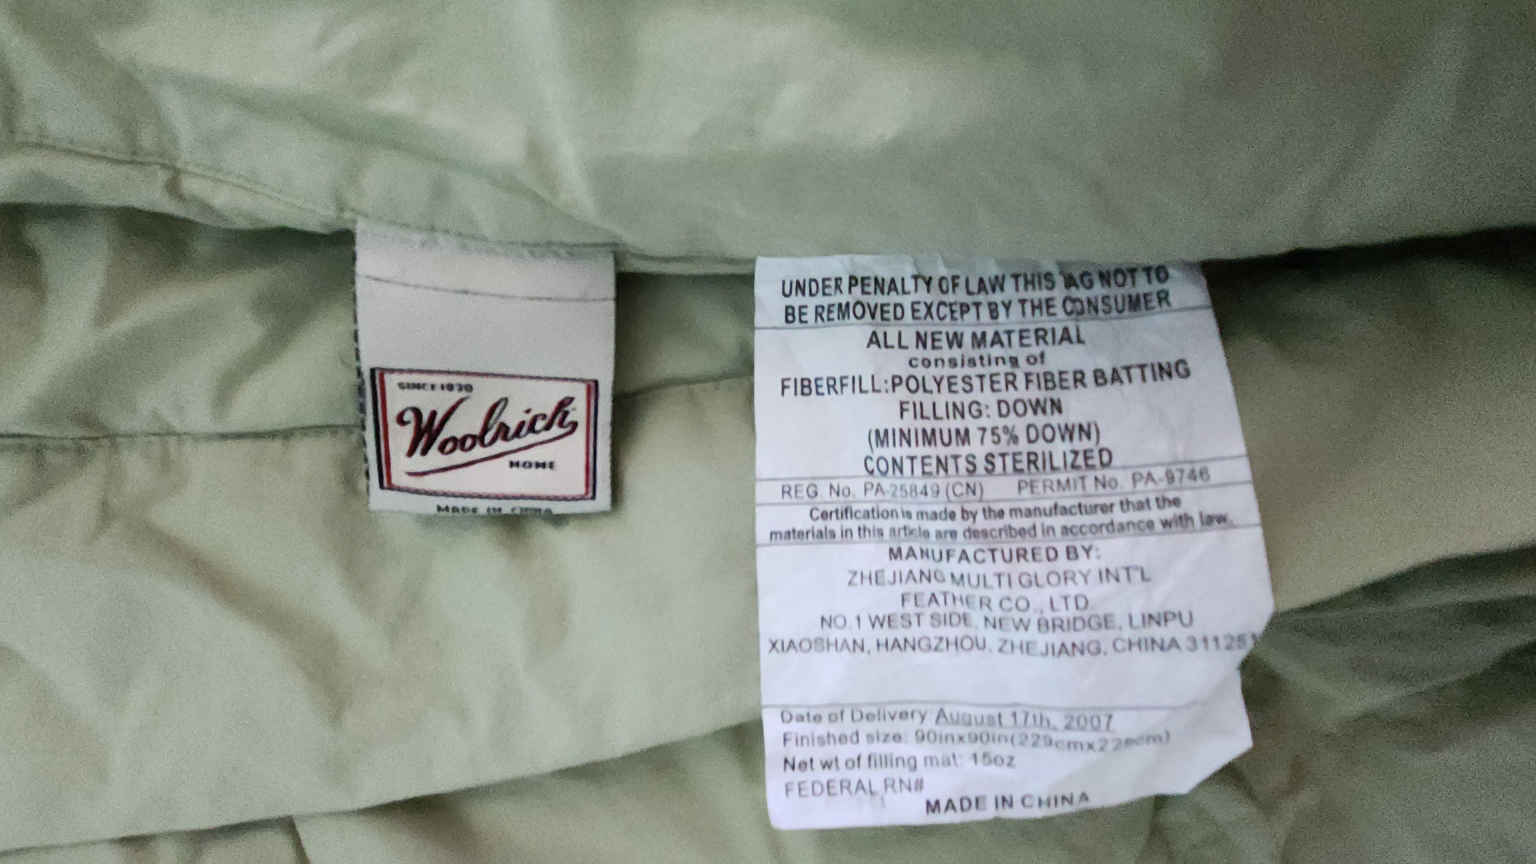 SINCE 1830
Woolrich
HOME
MADE IN CHINA
UNDER PENALTY OF LAW THIS TAG NOT TO
BE REMOVED EXCEPT BY THE CONSUMER
ALL NEW MATERIAL
consisting of
FIBERFILL:POLYESTER FIBER BATTING
FILLING: DOWN
(MINIMUM 75% DOWN)
CONTENTS STERILIZED
REG. No. PA-25849 (CN) PERMIT No. PA-9746
Certification is made by the manufacturer that the
materials in this article are described in accordance with law.
MANUFACTURED BY:
ZHEJIANG MULTI GLORY INT'L
FEATHER CO., LTD
NO.1 WEST SIDE, NEW BRIDGE, LINPU
XIAOSHAN, HANGZHOU, ZHEJIANG, CHINA 311251
Date of Delivery August 17th, 2007
Finished size: 90inx90in(229cmx229cm)
Net wt of filling mat: 15oz
FEDERAL RN#
MADE IN CHINA